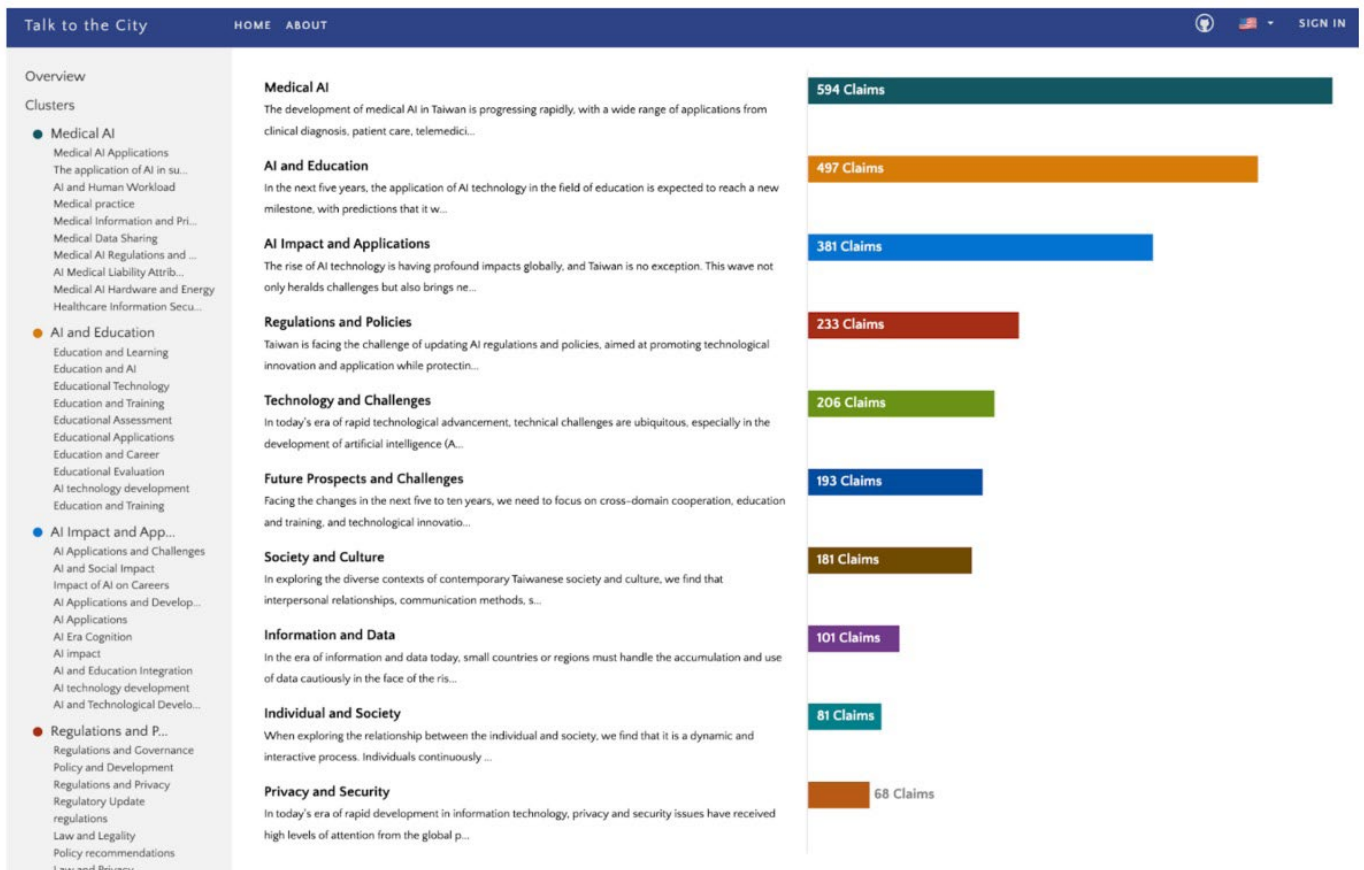 Talk to the City
HOME ABOUT
SIGN IN
Overview
Clusters
Medical AI
Medical AI Applications
The application of AI in su...
AI and Human Workload
Medical practice
Medical Information and Pri...
Medical Data Sharing
Medical AI Regulations and ...
AI Medical Liability Attrib...
Medical AI Hardware and Energy
Healthcare Information Secu...
AI and Education
Education and Learning
Education and AI
Educational Technology
Education and Training
Educational Assessment
Educational Applications
Education and Career
Educational Evaluation
AI technology development
Education and Training
AI Impact and App...
AI Applications and Challenges
AI and Social Impact
Impact of AI on Careers
AI Applications and Develop...
AI Applications
AI Era Cognition
AI impact
AI and Education Integration
AI technology development
AI and Technological Develo...
Regulations and P...
Regulations and Governance
Policy and Development
Regulations and Privacy
Regulatory Update
regulations
Law and Legality
Policy recommendations
Law and Privacy
Medical AI
The development of medical AI in Taiwan is progressing rapidly, with a wide range of applications from
clinical diagnosis, patient care, telemedici...
594 Claims
AI and Education
In the next five years, the application of AI technology in the field of education is expected to reach a new
milestone, with predictions that it w...
497 Claims
AI Impact and Applications
The rise of AI technology is having profound impacts globally, and Taiwan is no exception. This wave not
only heralds challenges but also brings ne...
381 Claims
Regulations and Policies
Taiwan is facing the challenge of updating AI regulations and policies, aimed at promoting technological
innovation and application while protectin...
233 Claims
Technology and Challenges
In today's era of rapid technological advancement, technical challenges are ubiquitous, especially in the
development of artificial intelligence (A...
206 Claims
Future Prospects and Challenges
Facing the changes in the next five to ten years, we need to focus on cross-domain cooperation, education
and training, and technological innovatio...
193 Claims
Society and Culture
In exploring the diverse contexts of contemporary Taiwanese society and culture, we find that
interpersonal relationships, communication methods, s...
181 Claims
Information and Data
In the era of information and data today, small countries or regions must handle the accumulation and use
of data cautiously in the face of the ris...
101 Claims
Individual and Society
When exploring the relationship between the individual and society, we find that it is a dynamic and
interactive process. Individuals continuously ...
81 Claims
Privacy and Security
In today's era of rapid development in information technology, privacy and security issues have received
high levels of attention from the global p...
68 Claims